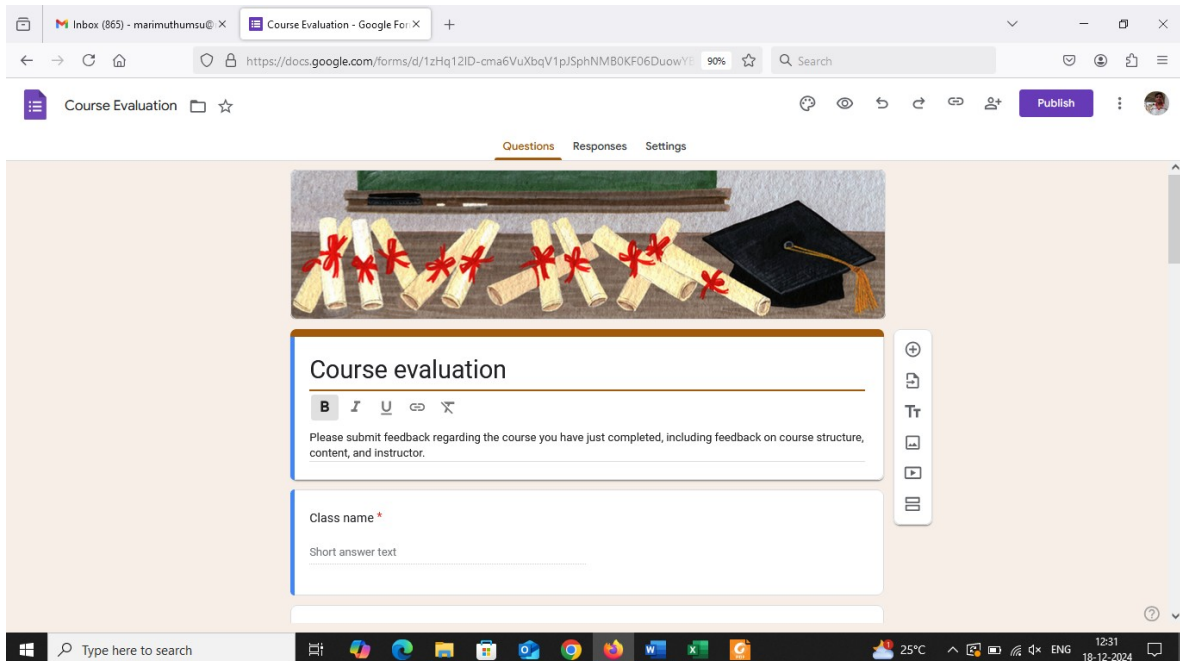 Inbox (865) - marimuthumsu@
Course Evaluation - Google For
https://docs.google.com/forms/d/1zHq12ID-cma6VuXbqV1pJSphNMB0KF06DuowY
90%
Search
Course Evaluation
Publish
Questions Responses Settings
Course evaluation
B I U
Please submit feedback regarding the course you have just completed, including feedback on course structure,
content, and instructor.
Class name *
Short answer text
Type here to search
25°C
ENG
12:31
18-12-2024